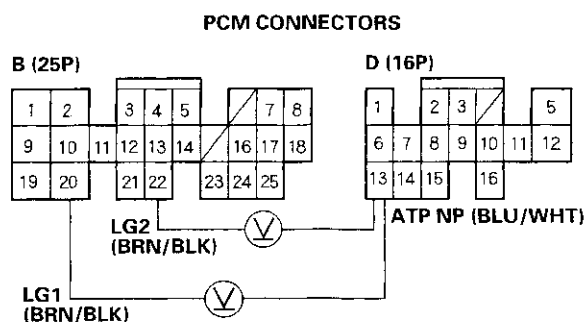 PCM CONNECTORS
B (25P)
D (16P)
1 2 3 4 5 7 8
9 10 11 12 13 14 16 17 18
19 20 21 22 23 24 25
1 2 3 5
6 7 8 9 10 11 12
13 14 15 16
LG2
(BRN/BLK)
V
ATP NP (BLU/WHT)
LG1
(BRN/BLK)
V